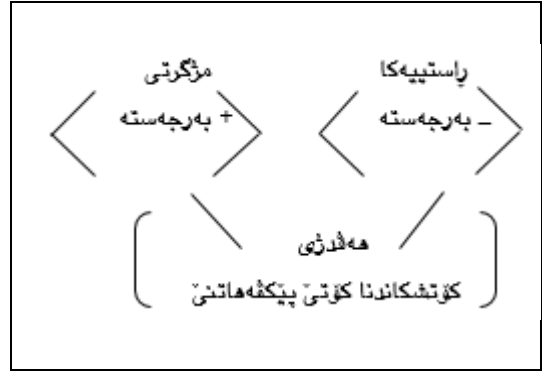 ڕاستییەکا مژگرتی
– بەرجەستە + بەرجەستە
هەڤدژی
کۆتشکاندنا کۆتێ پێکڤەهاتنێ